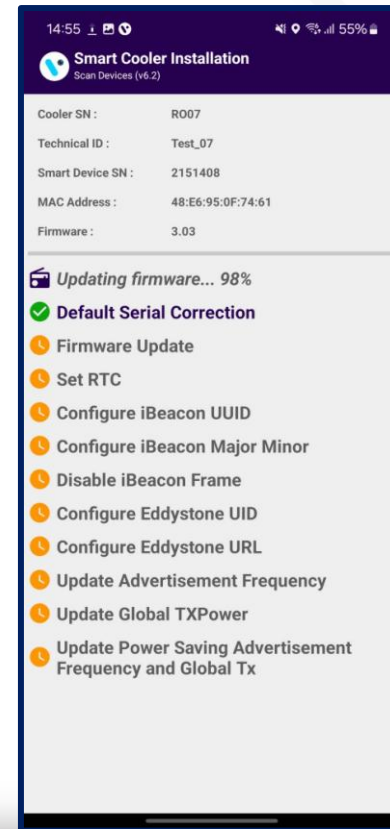 14:55 55%
Smart Cooler Installation
Scan Devices (v6.2)
Cooler SN : RO07
Technical ID : Test_07
Smart Device SN : 2151408
MAC Address : 48:E6:95:0F:74:61
Firmware : 3.03
Updating firmware... 98%
Default Serial Correction
Firmware Update
Set RTC
Configure iBeacon UUID
Configure iBeacon Major Minor
Disable iBeacon Frame
Configure Eddystone UID
Configure Eddystone URL
Update Advertisement Frequency
Update Global TXPower
Update Power Saving Advertisement
Frequency and Global Tx